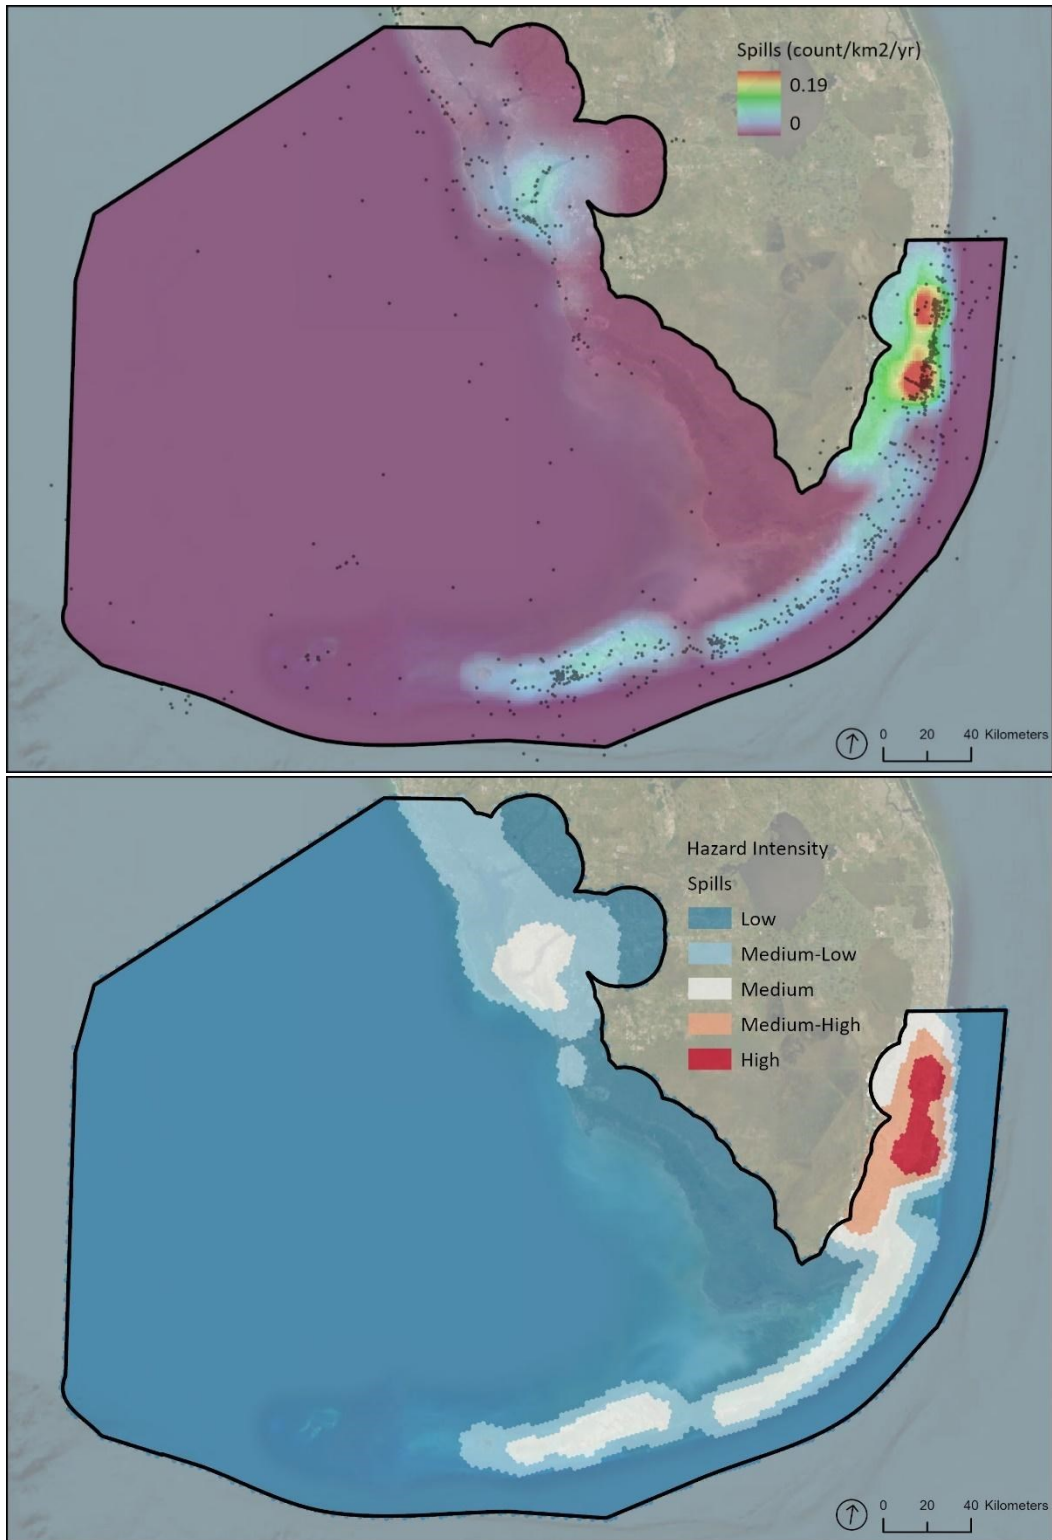 Spills (count/km2/yr)
0.19
0
0 20 40 Kilometers
Hazard Intensity
Spills
Low
Medium-Low
Medium
Medium-High
High
0 20 40 Kilometers